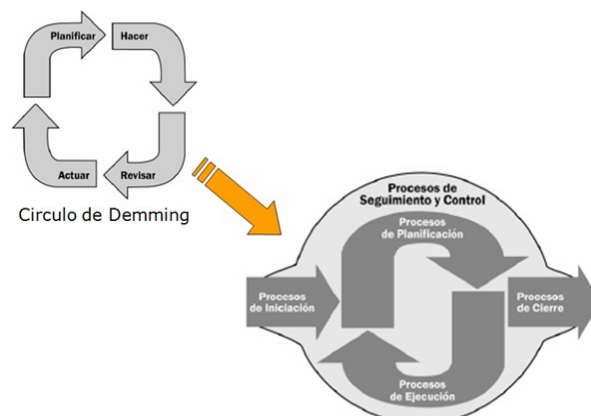 Planificar
Hacer
Actuar
Revisar
Circulo de Demming
Procesos de
Seguimiento y Control
Procesos
de Planificación
Procesos
de Iniciación
Procesos
de Cierre
Procesos
de Ejecución